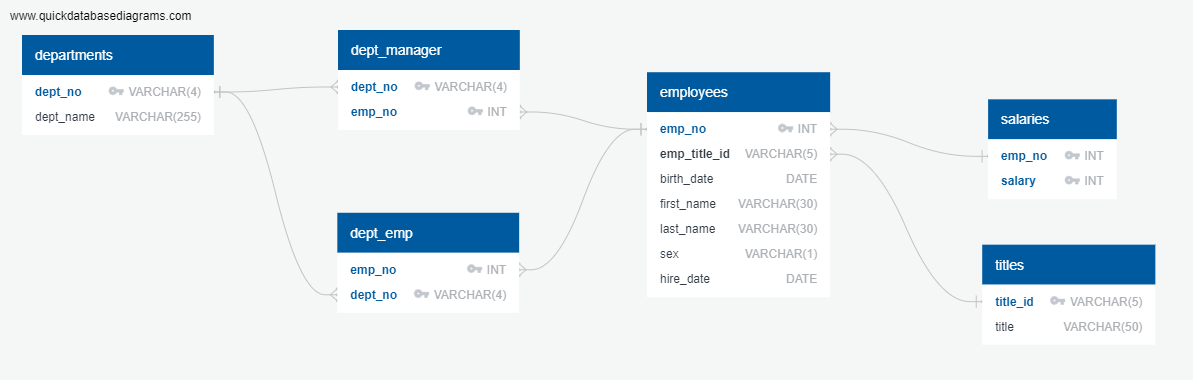 www.quickdatabasediagrams.com
departments
dept_no VARCHAR(4)
dept_name VARCHAR(255)
dept_manager
dept_no VARCHAR(4)
emp_no INT
dept_emp
emp_no INT
dept_no VARCHAR(4)
employees
emp_no INT
emp_title_id VARCHAR(5)
birth_date DATE
first_name VARCHAR(30)
last_name VARCHAR(30)
sex VARCHAR(1)
hire_date DATE
salaries
emp_no INT
salary INT
titles
title_id VARCHAR(5)
title VARCHAR(50)